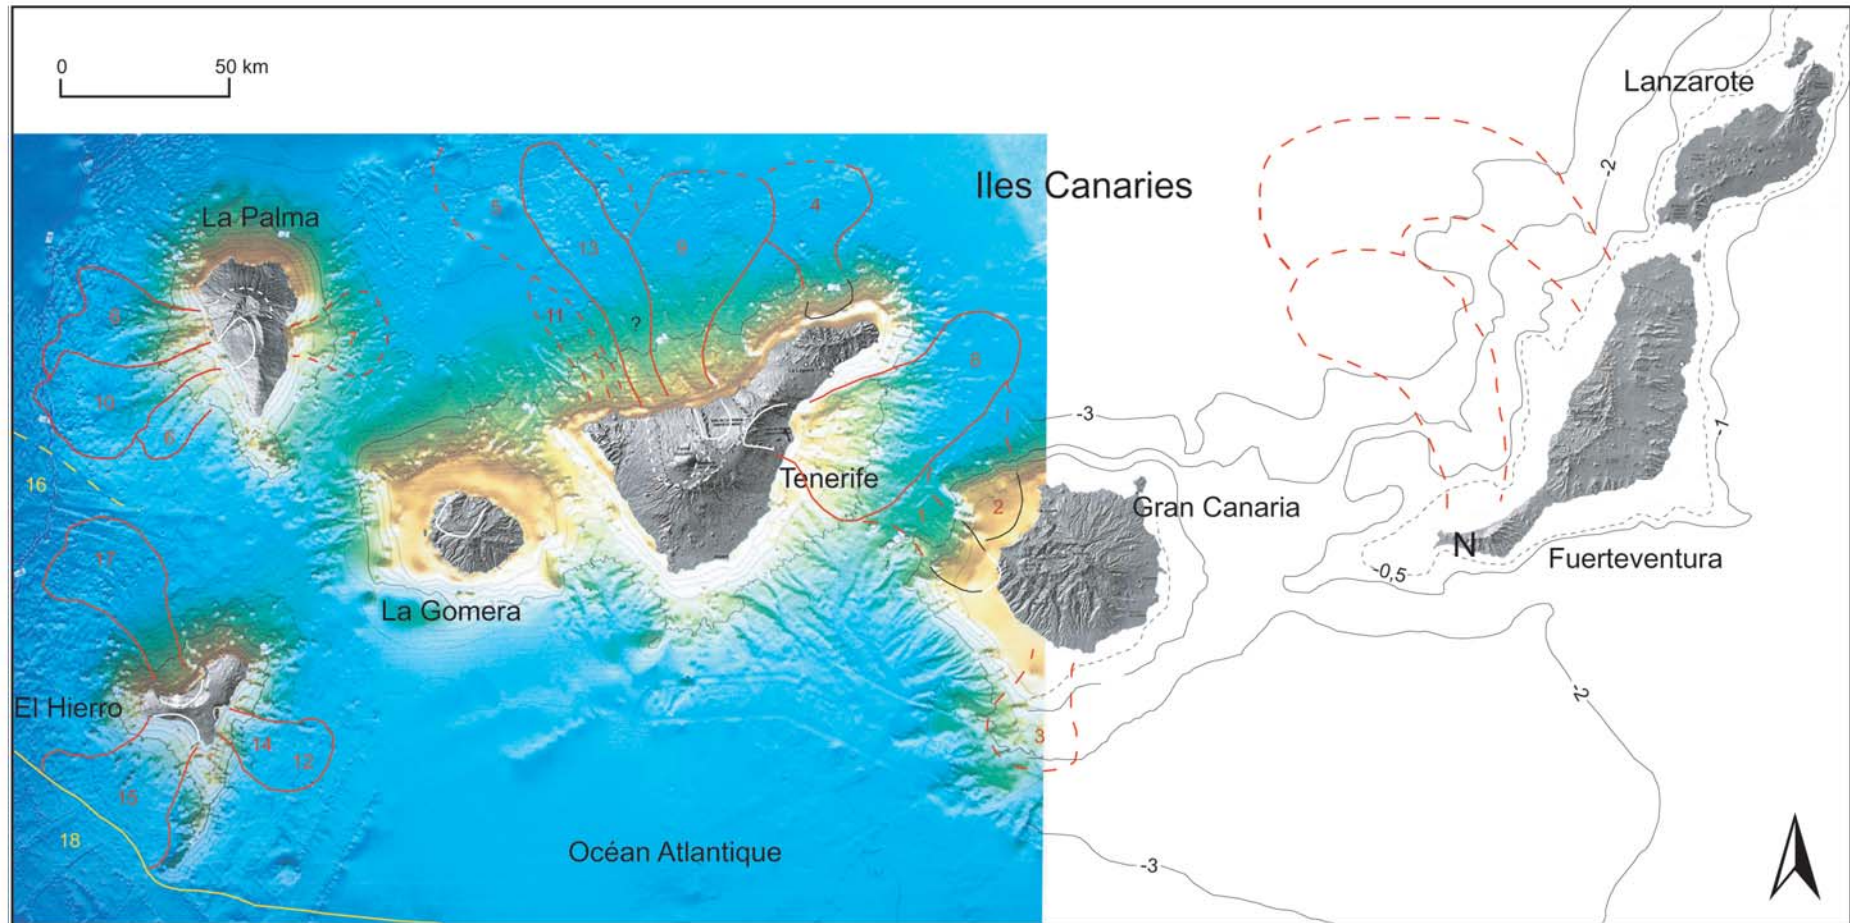 0 50 km
Lanzarote
Iles Canaries
-2
La Palma
5
4
13
9
7
11
?
8
10
6
-3
Tenerife
2
Gran Canaria
-1
16
N
-0,5
Fuerteventura
17
La Gomera
El Hierro
14
12
3
-2
15
18
Océan Atlantique
-3